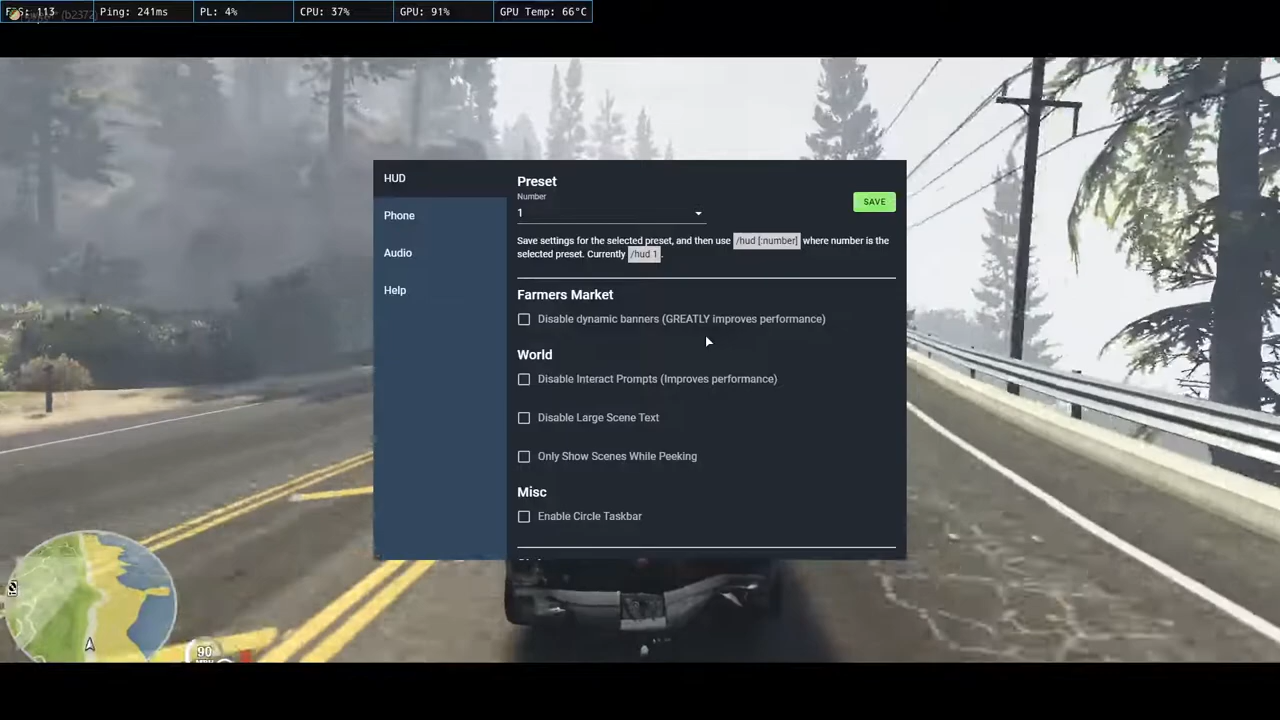 FPS: 113 Ping: 241ms PL: 4% CPU: 37% GPU: 91% GPU Temp: 66°C
(b2372)
HUD
Phone
Audio
Help
Preset
Number
1
SAVE
Save settings for the selected preset, and then use /hud [:number] where number is the
selected preset. Currently /hud 1.
Farmers Market
Disable dynamic banners (GREATLY improves performance)
World
Disable Interact Prompts (Improves performance)
Disable Large Scene Text
Only Show Scenes While Peeking
Misc
Enable Circle Taskbar
90